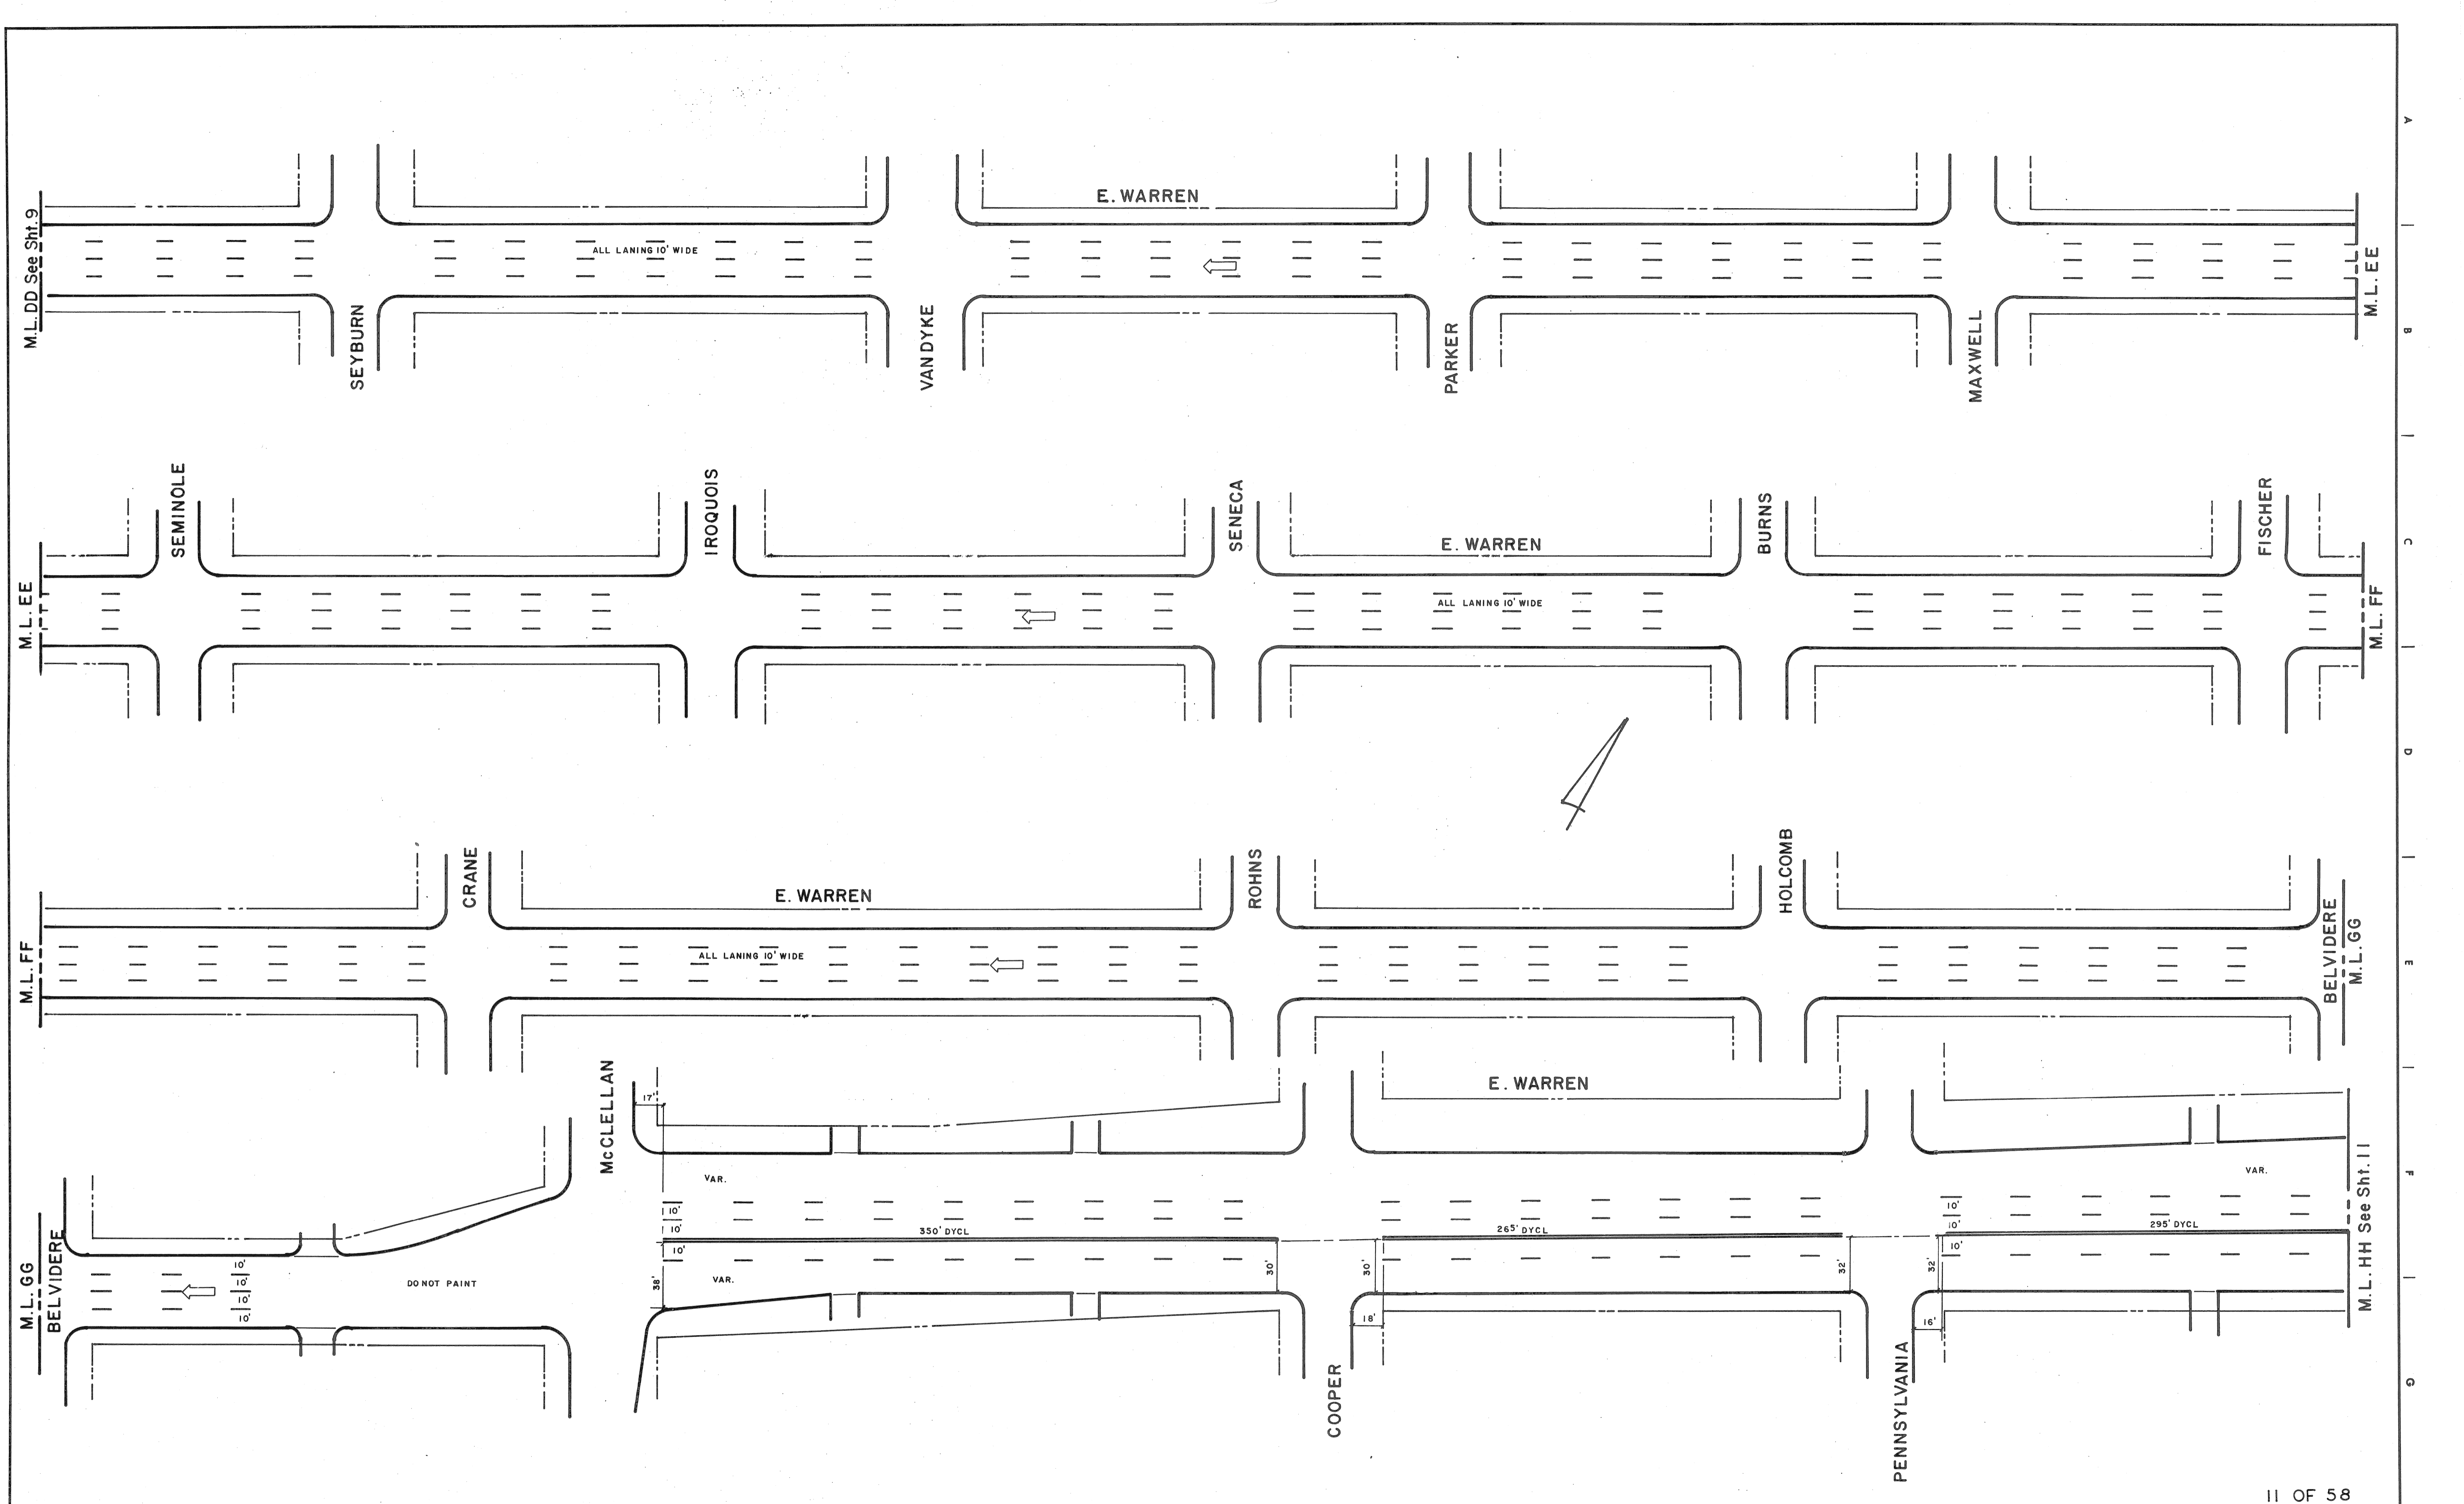 A
E. WARREN
M.L. DD See Sht. 9
ALL LANING 10' WIDE
M.L. EE
B
SEYBURN
VAN DYKE
PARKER
MAXWELL
SEMINOLE
IROQUOIS
SENECA
E. WARREN
BURNS
FISCHER
C
M.L. EE
ALL LANING 10' WIDE
M.L. FF
D
CRANE
E. WARREN
ROHNS
HOLCOMB
M.L. FF
ALL LANING 10' WIDE
BELVIDERE
M.L. GG
E
McCLELLAN
17'
E. WARREN
VAR.
VAR.
F
10'
10'
350' DYCL
265' DYCL
10'
10'
295' DYCL
M.L. HH See Sht. 11
10'
10'
M.L. GG
BELVIDERE
10'
10'
10'
10'
DO NOT PAINT
38'
VAR.
30'
30'
32'
32'
18'
16'
COOPER
PENNSYLVANIA
G
11 OF 58